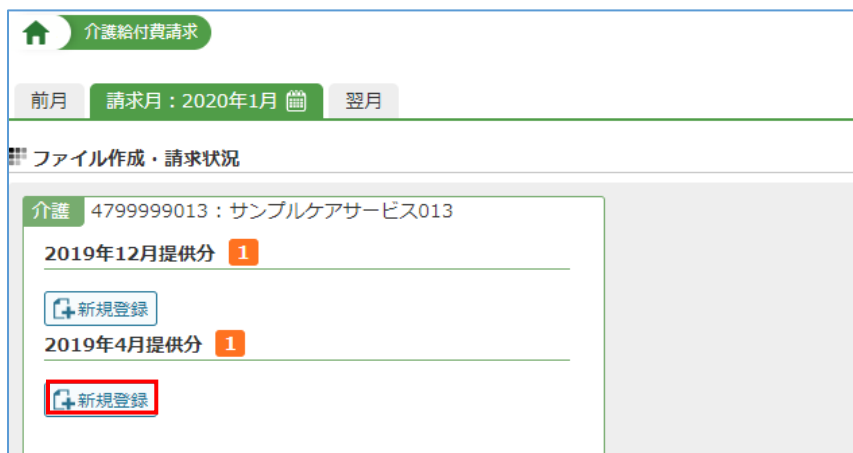 介護給付費請求
前月 請求月：2020年1月 翌月
ファイル作成・請求状況
介護 4799999013：サンプルケアサービス013
2019年12月提供分 1
新規登録
2019年4月提供分 1
新規登録